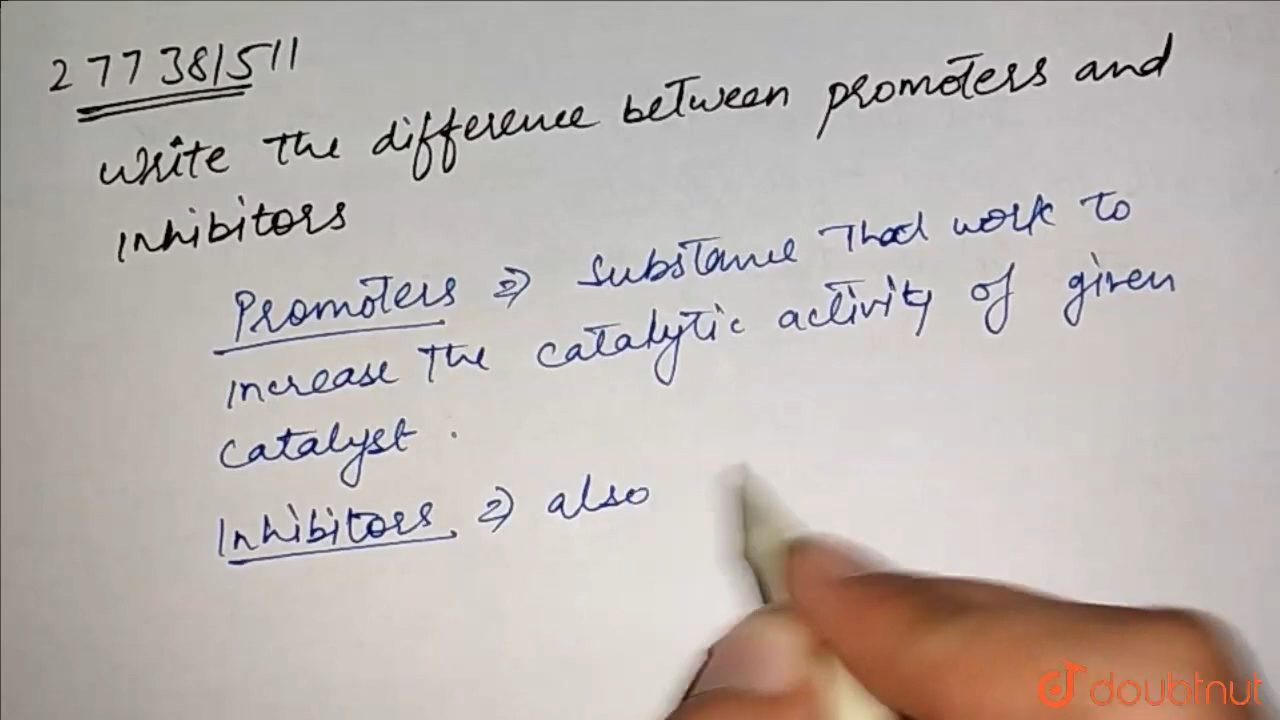 277381511
write the difference between promoters and
inhibitors
Promoters ⇒ substance that work to
increase the catalytic activity of given
catalyst.
Inhibitors ⇒ also
doubtnut